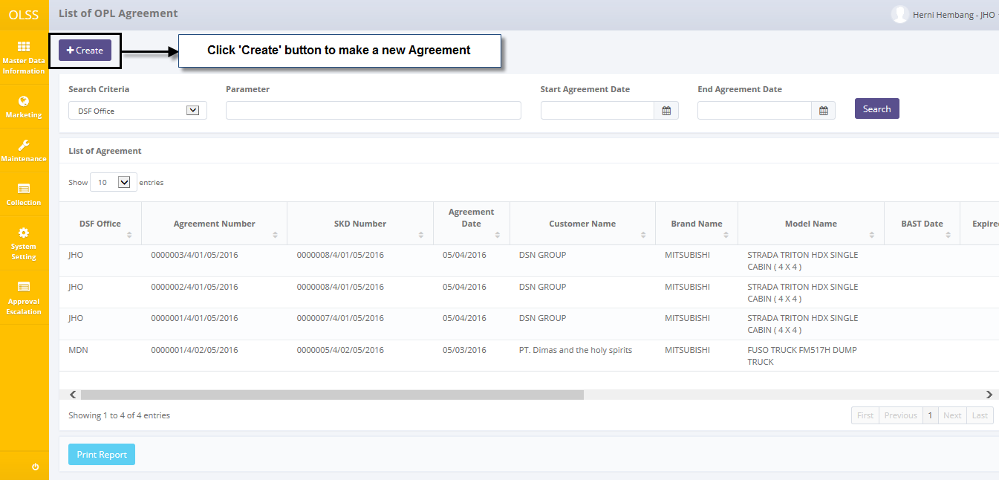 OLSS
List of OPL Agreement
Herni Hembang - JHO
Create
Click 'Create' button to make a new Agreement
Master Data
Information
Marketing
Maintenance
Collection
System
Setting
Approval
Escalation
Search Criteria
Parameter
Start Agreement Date
End Agreement Date
DSF Office
Search
List of Agreement
Show 10 entries
DSF Office
Agreement Number
SKD Number
Agreement
Date
Customer Name
Brand Name
Model Name
BAST Date
Expire
JHO 0000003/4/01/05/2016 0000008/4/01/05/2016 05/04/2016 DSN GROUP MITSUBISHI STRADA TRITON HDX SINGLE
CABIN ( 4 X 4 )
JHO 0000002/4/01/05/2016 0000008/4/01/05/2016 05/04/2016 DSN GROUP MITSUBISHI STRADA TRITON HDX SINGLE
CABIN ( 4 X 4 )
JHO 0000001/4/01/05/2016 0000007/4/01/05/2016 05/04/2016 DSN GROUP MITSUBISHI STRADA TRITON HDX SINGLE
CABIN ( 4 X 4 )
MDN 0000001/4/02/05/2016 0000005/4/02/05/2016 05/03/2016 PT. Dimas and the holy spirits MITSUBISHI FUSO TRUCK FM517H DUMP
TRUCK
Showing 1 to 4 of 4 entries
First Previous 1 Next Last
Print Report